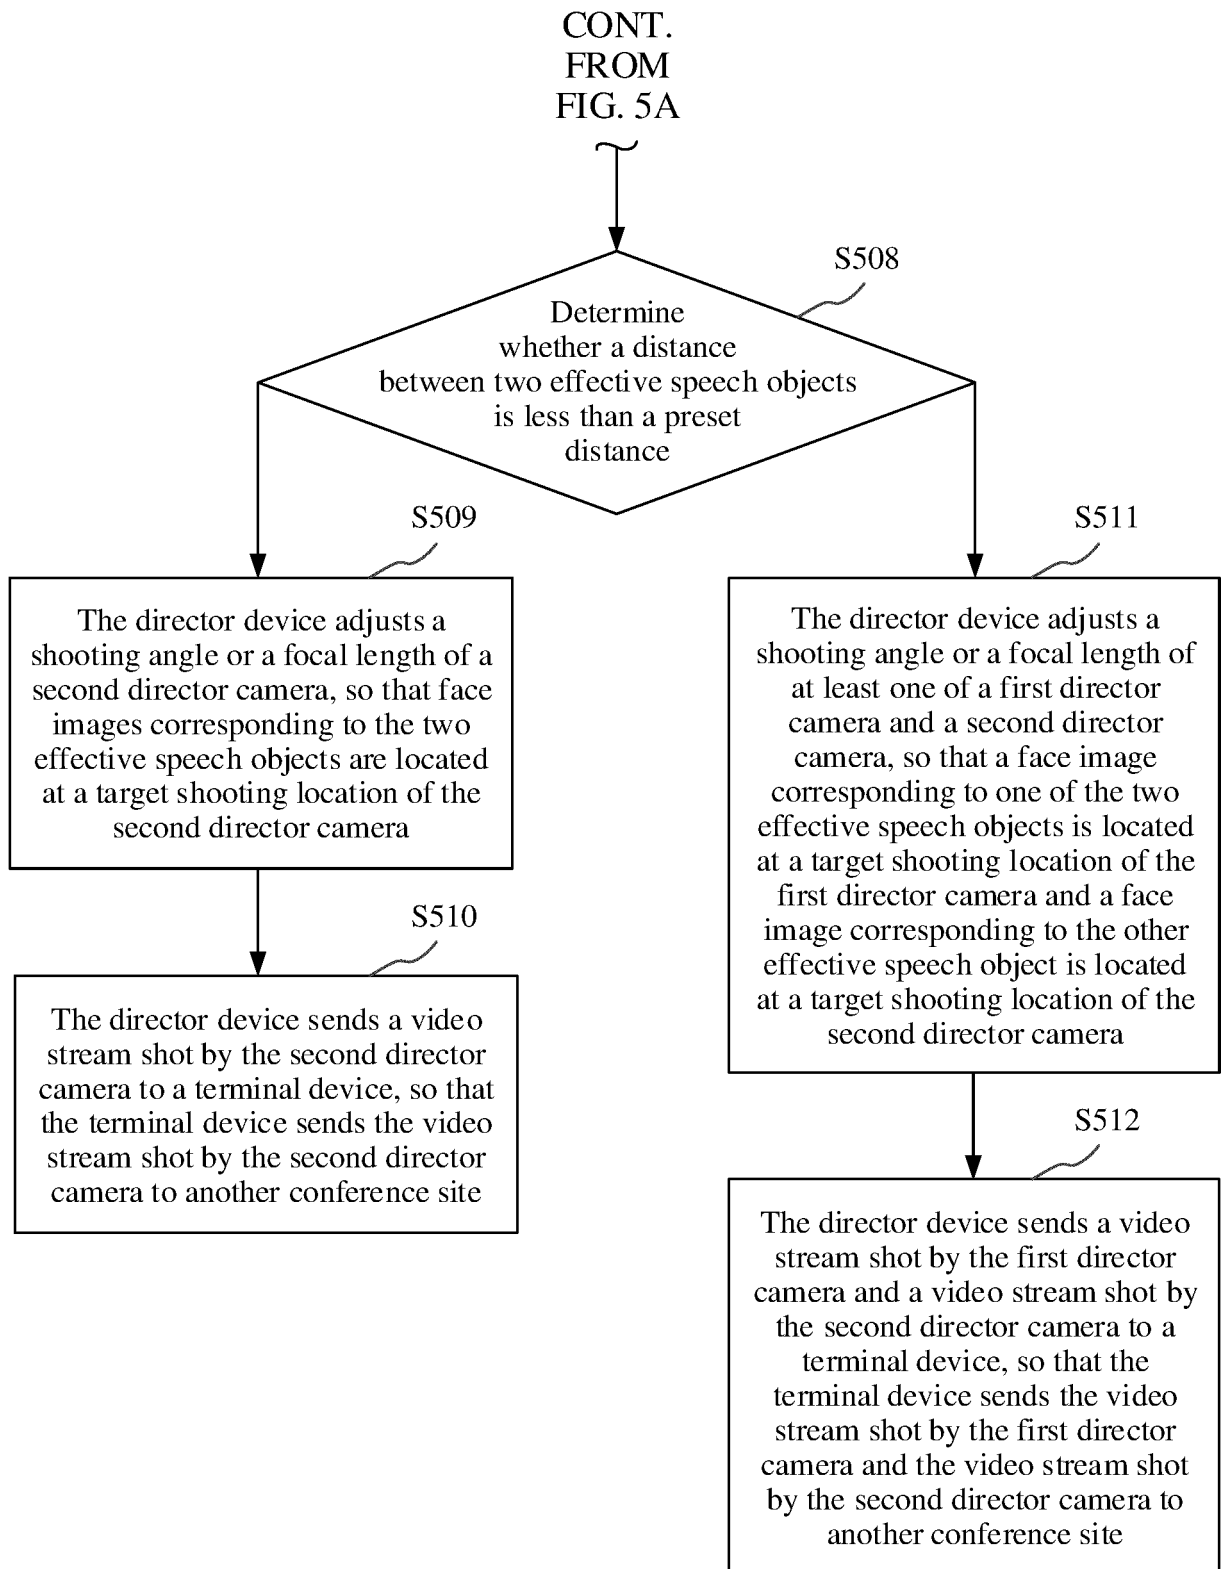 CONT.
FROM
FIG. 5A
S508
Determine
whether a distance
between two effective speech objects
is less than a preset
distance
S509
The director device adjusts a
shooting angle or a focal length of a
second director camera, so that face
images corresponding to the two
effective speech objects are located
at a target shooting location of the
second director camera
S510
The director device sends a video
stream shot by the second director
camera to a terminal device, so that
the terminal device sends the video
stream shot by the second director
camera to another conference site
S511
The director device adjusts a
shooting angle or a focal length of
at least one of a first director
camera and a second director
camera, so that a face image
corresponding to one of the two
effective speech objects is located
at a target shooting location of the
first director camera and a face
image corresponding to the other
effective speech object is located
at a target shooting location of the
second director camera
S512
The director device sends a video
stream shot by the first director
camera and a video stream shot by
the second director camera to a
terminal device, so that the
terminal device sends the video
stream shot by the first director
camera and the video stream shot
by the second director camera to
another conference site